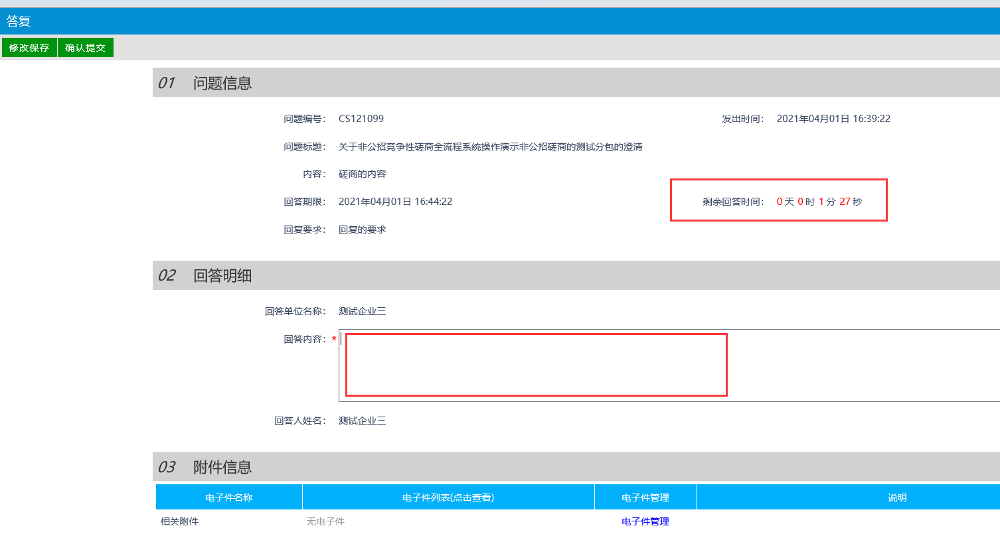 答复
修改保存 确认提交
01 问题信息
问题编号： CS121099 发出时间： 2021年04月01日 16:39:22
问题标题： 关于非公招竞争性磋商全流程系统操作演示非公招磋商的测试分包的澄清
内容： 磋商的内容
回答期限： 2021年04月01日 16:44:22 剩余回答时间： 0 天 0 时 1 分 27 秒
回复要求： 回复的要求
02 回答明细
回答单位名称： 测试企业三
回答内容：*
回答人姓名： 测试企业三
03 附件信息
电子件名称 电子件列表(点击查看) 电子件管理 说明
相关附件 无电子件 电子件管理